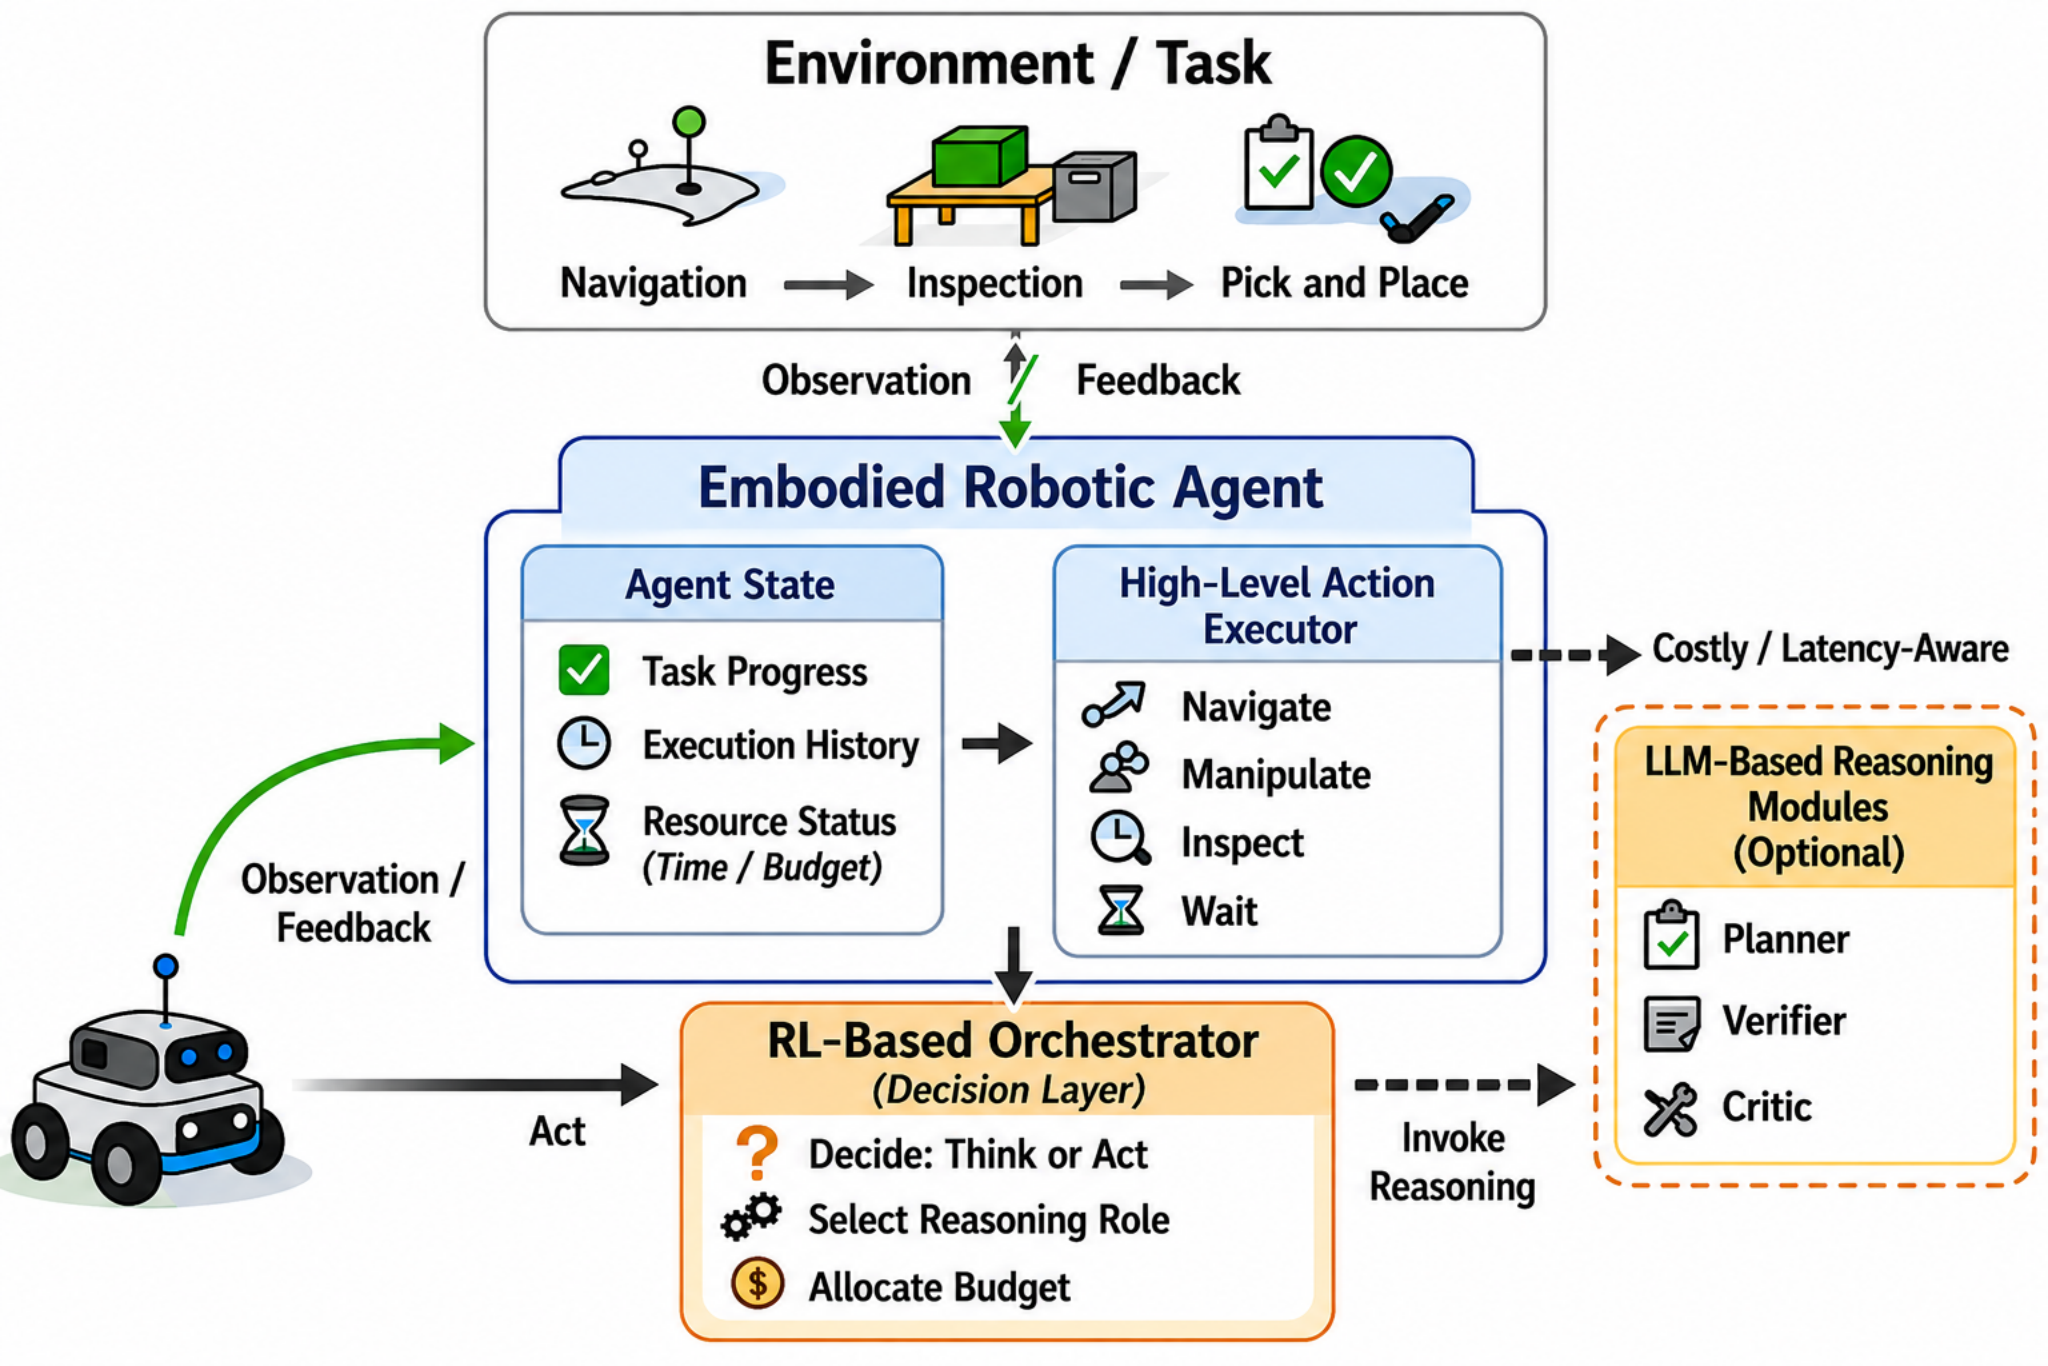 Environment / Task
Navigation
Inspection
Pick and Place
Observation
Feedback
Embodied Robotic Agent
Agent State
Task Progress
Execution History
Resource Status
(Time / Budget)
High-Level Action
Executor
Navigate
Manipulate
Inspect
Wait
Costly / Latency-Aware
LLM-Based Reasoning
Modules
(Optional)
Planner
Verifier
Critic
Observation /
Feedback
Act
RL-Based Orchestrator
(Decision Layer)
? Decide: Think or Act
Select Reasoning Role
$ Allocate Budget
Invoke
Reasoning